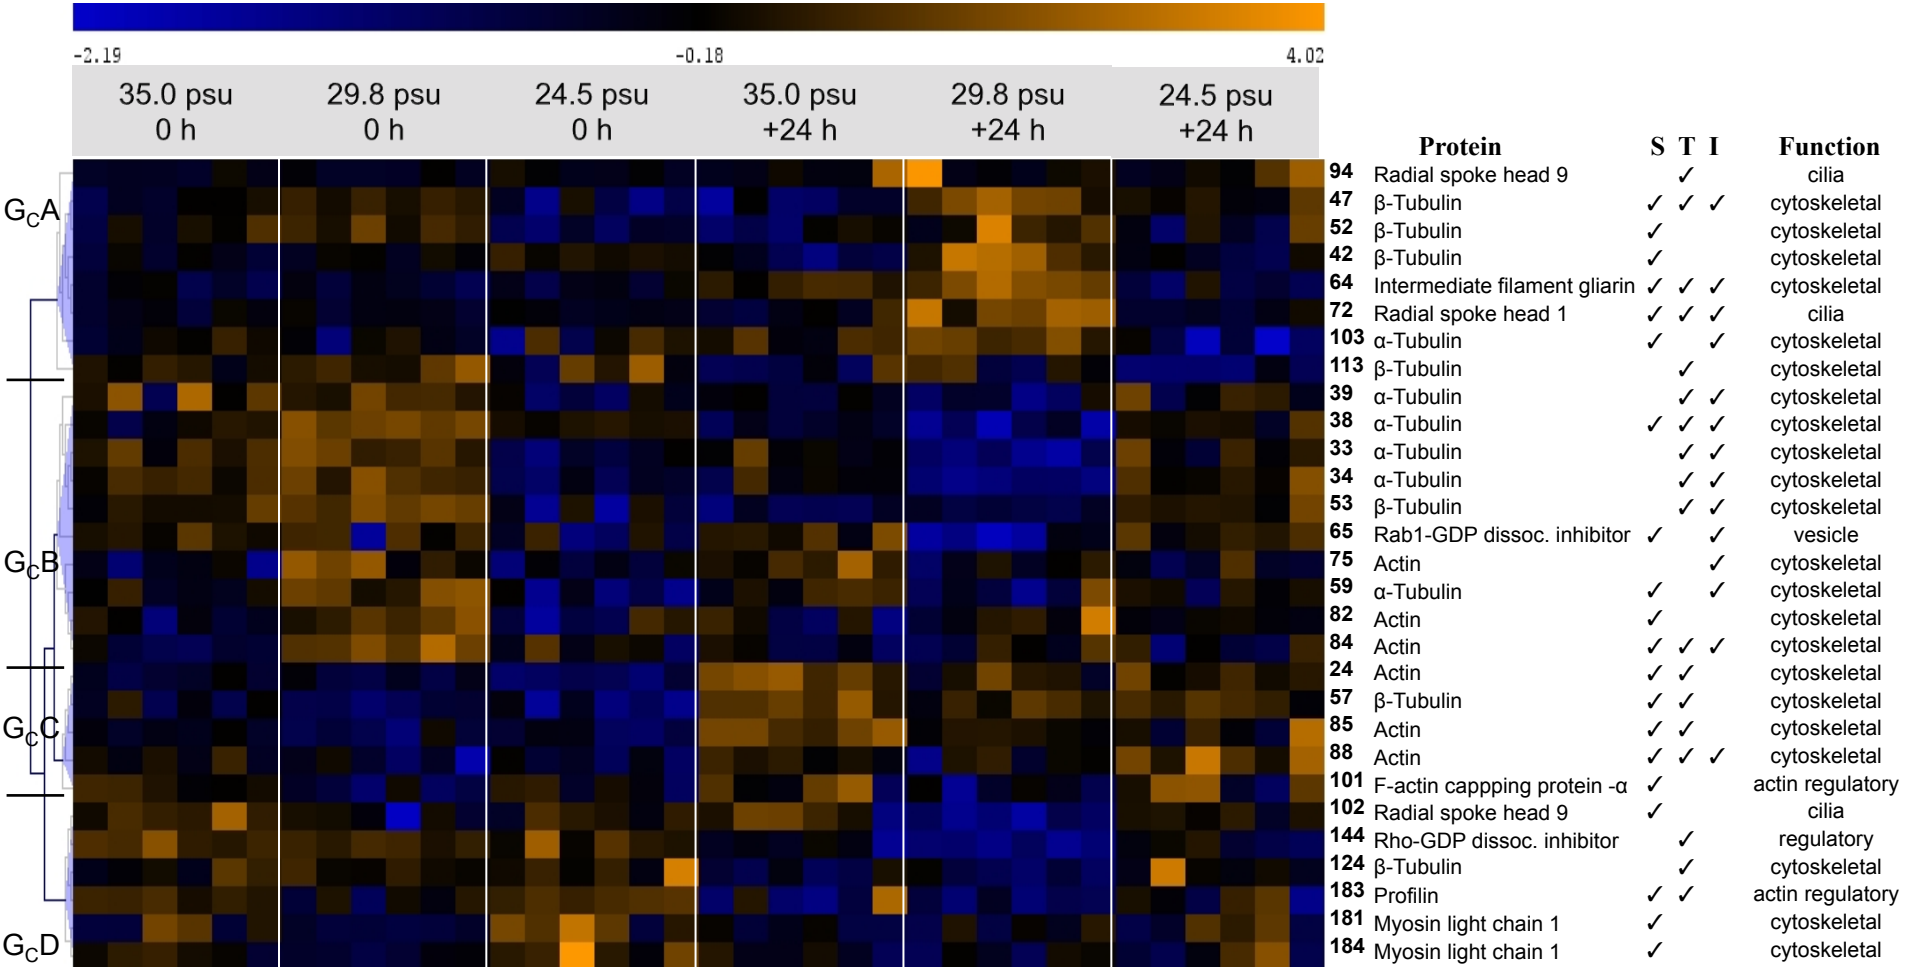 -2.19 -0.18 4.02
35.0 psu 29.8 psu 24.5 psu 35.0 psu 29.8 psu 24.5 psu
0 h 0 h 0 h +24 h +24 h +24 h
Protein S T I Function
94 Radial spoke head 9 ✓ cilia
47 β-Tubulin ✓ ✓ ✓ cytoskeletal
GCA
52 β-Tubulin ✓ cytoskeletal
42 β-Tubulin ✓ cytoskeletal
64 Intermediate filament gliarin ✓ ✓ ✓ cytoskeletal
72 Radial spoke head 1 ✓ ✓ ✓ cilia
103 α-Tubulin ✓ ✓ cytoskeletal
113 β-Tubulin ✓ cytoskeletal
39 α-Tubulin ✓ ✓ cytoskeletal
38 α-Tubulin ✓ ✓ ✓ cytoskeletal
33 α-Tubulin ✓ ✓ cytoskeletal
34 α-Tubulin ✓ ✓ cytoskeletal
53 β-Tubulin ✓ ✓ cytoskeletal
65 Rab1-GDP dissoc. inhibitor ✓ ✓ vesicle
GCB
75 Actin ✓ cytoskeletal
59 α-Tubulin ✓ ✓ cytoskeletal
82 Actin ✓ cytoskeletal
84 Actin ✓ ✓ ✓ cytoskeletal
24 Actin ✓ ✓ cytoskeletal
57 β-Tubulin ✓ ✓ cytoskeletal
GCC
85 Actin ✓ ✓ cytoskeletal
88 Actin ✓ ✓ ✓ cytoskeletal
101 F-actin cappping protein -α ✓ actin regulatory
102 Radial spoke head 9 ✓ cilia
144 Rho-GDP dissoc. inhibitor ✓ regulatory
124 β-Tubulin ✓ cytoskeletal
183 Profilin ✓ ✓ actin regulatory
181 Myosin light chain 1 ✓ cytoskeletal
GCD
184 Myosin light chain 1 ✓ cytoskeletal